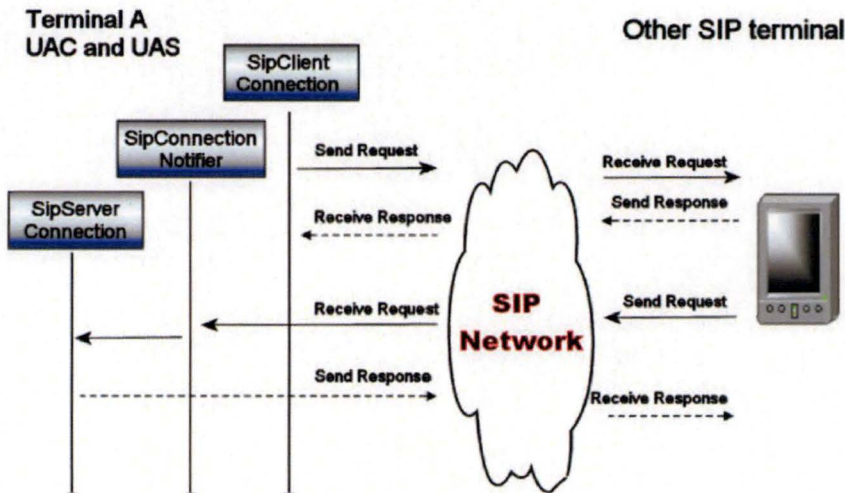 Terminal A
UAC and UAS
Other SIP terminal
SipClient
Connection
SipConnection
Notifier
SipServer
Connection
Send Request
Receive Request
Send Response
Receive Response
SIP
Network
Receive Request
Send Request
Send Response
Receive Response